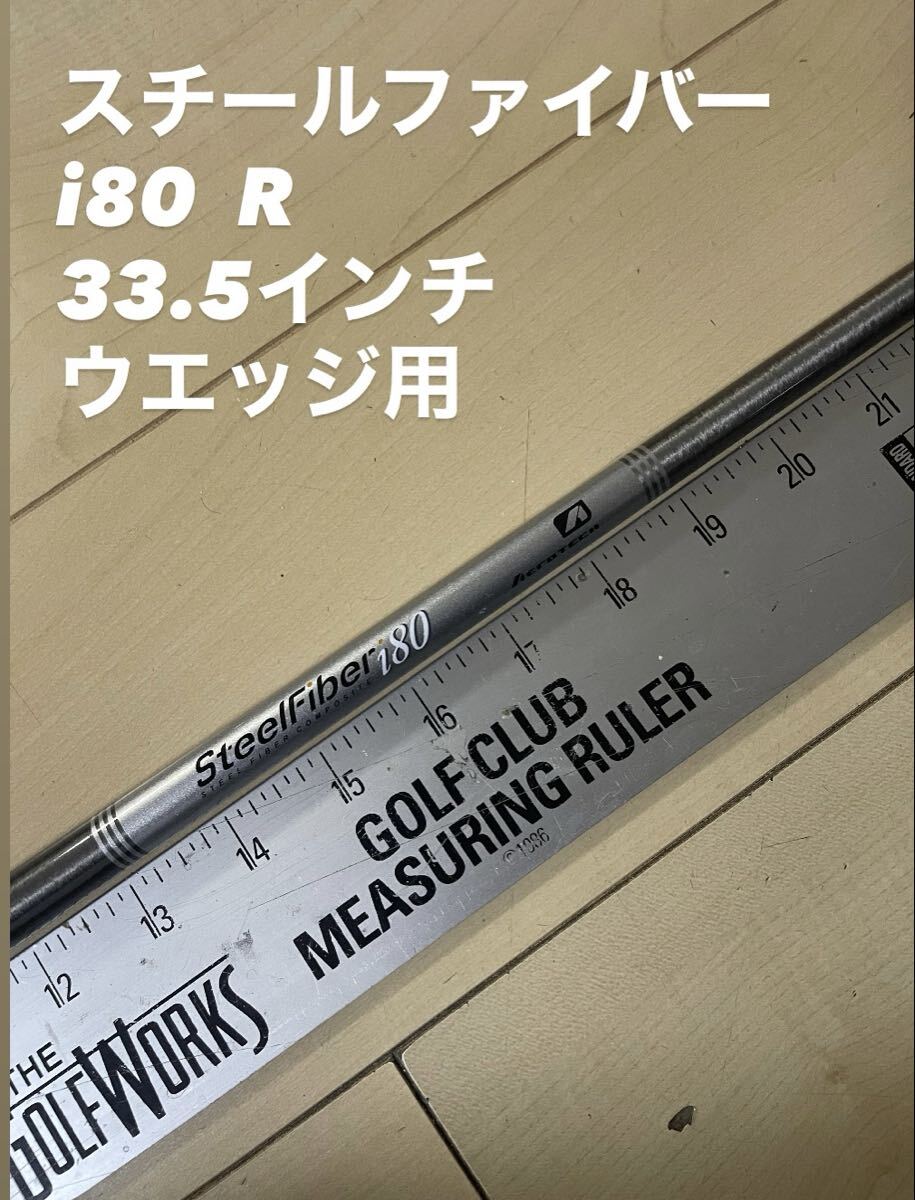 スチールファイバー
i80 R
33.5インチ
ウエッジ用
SteelFiber i80
STEEL FIBER COMPOSITE
AEROTECH
12 13 14 15 16 17 18 19 20 21
GOLF CLUB
MEASURING RULER
©1986
THE
GOLFWORKS